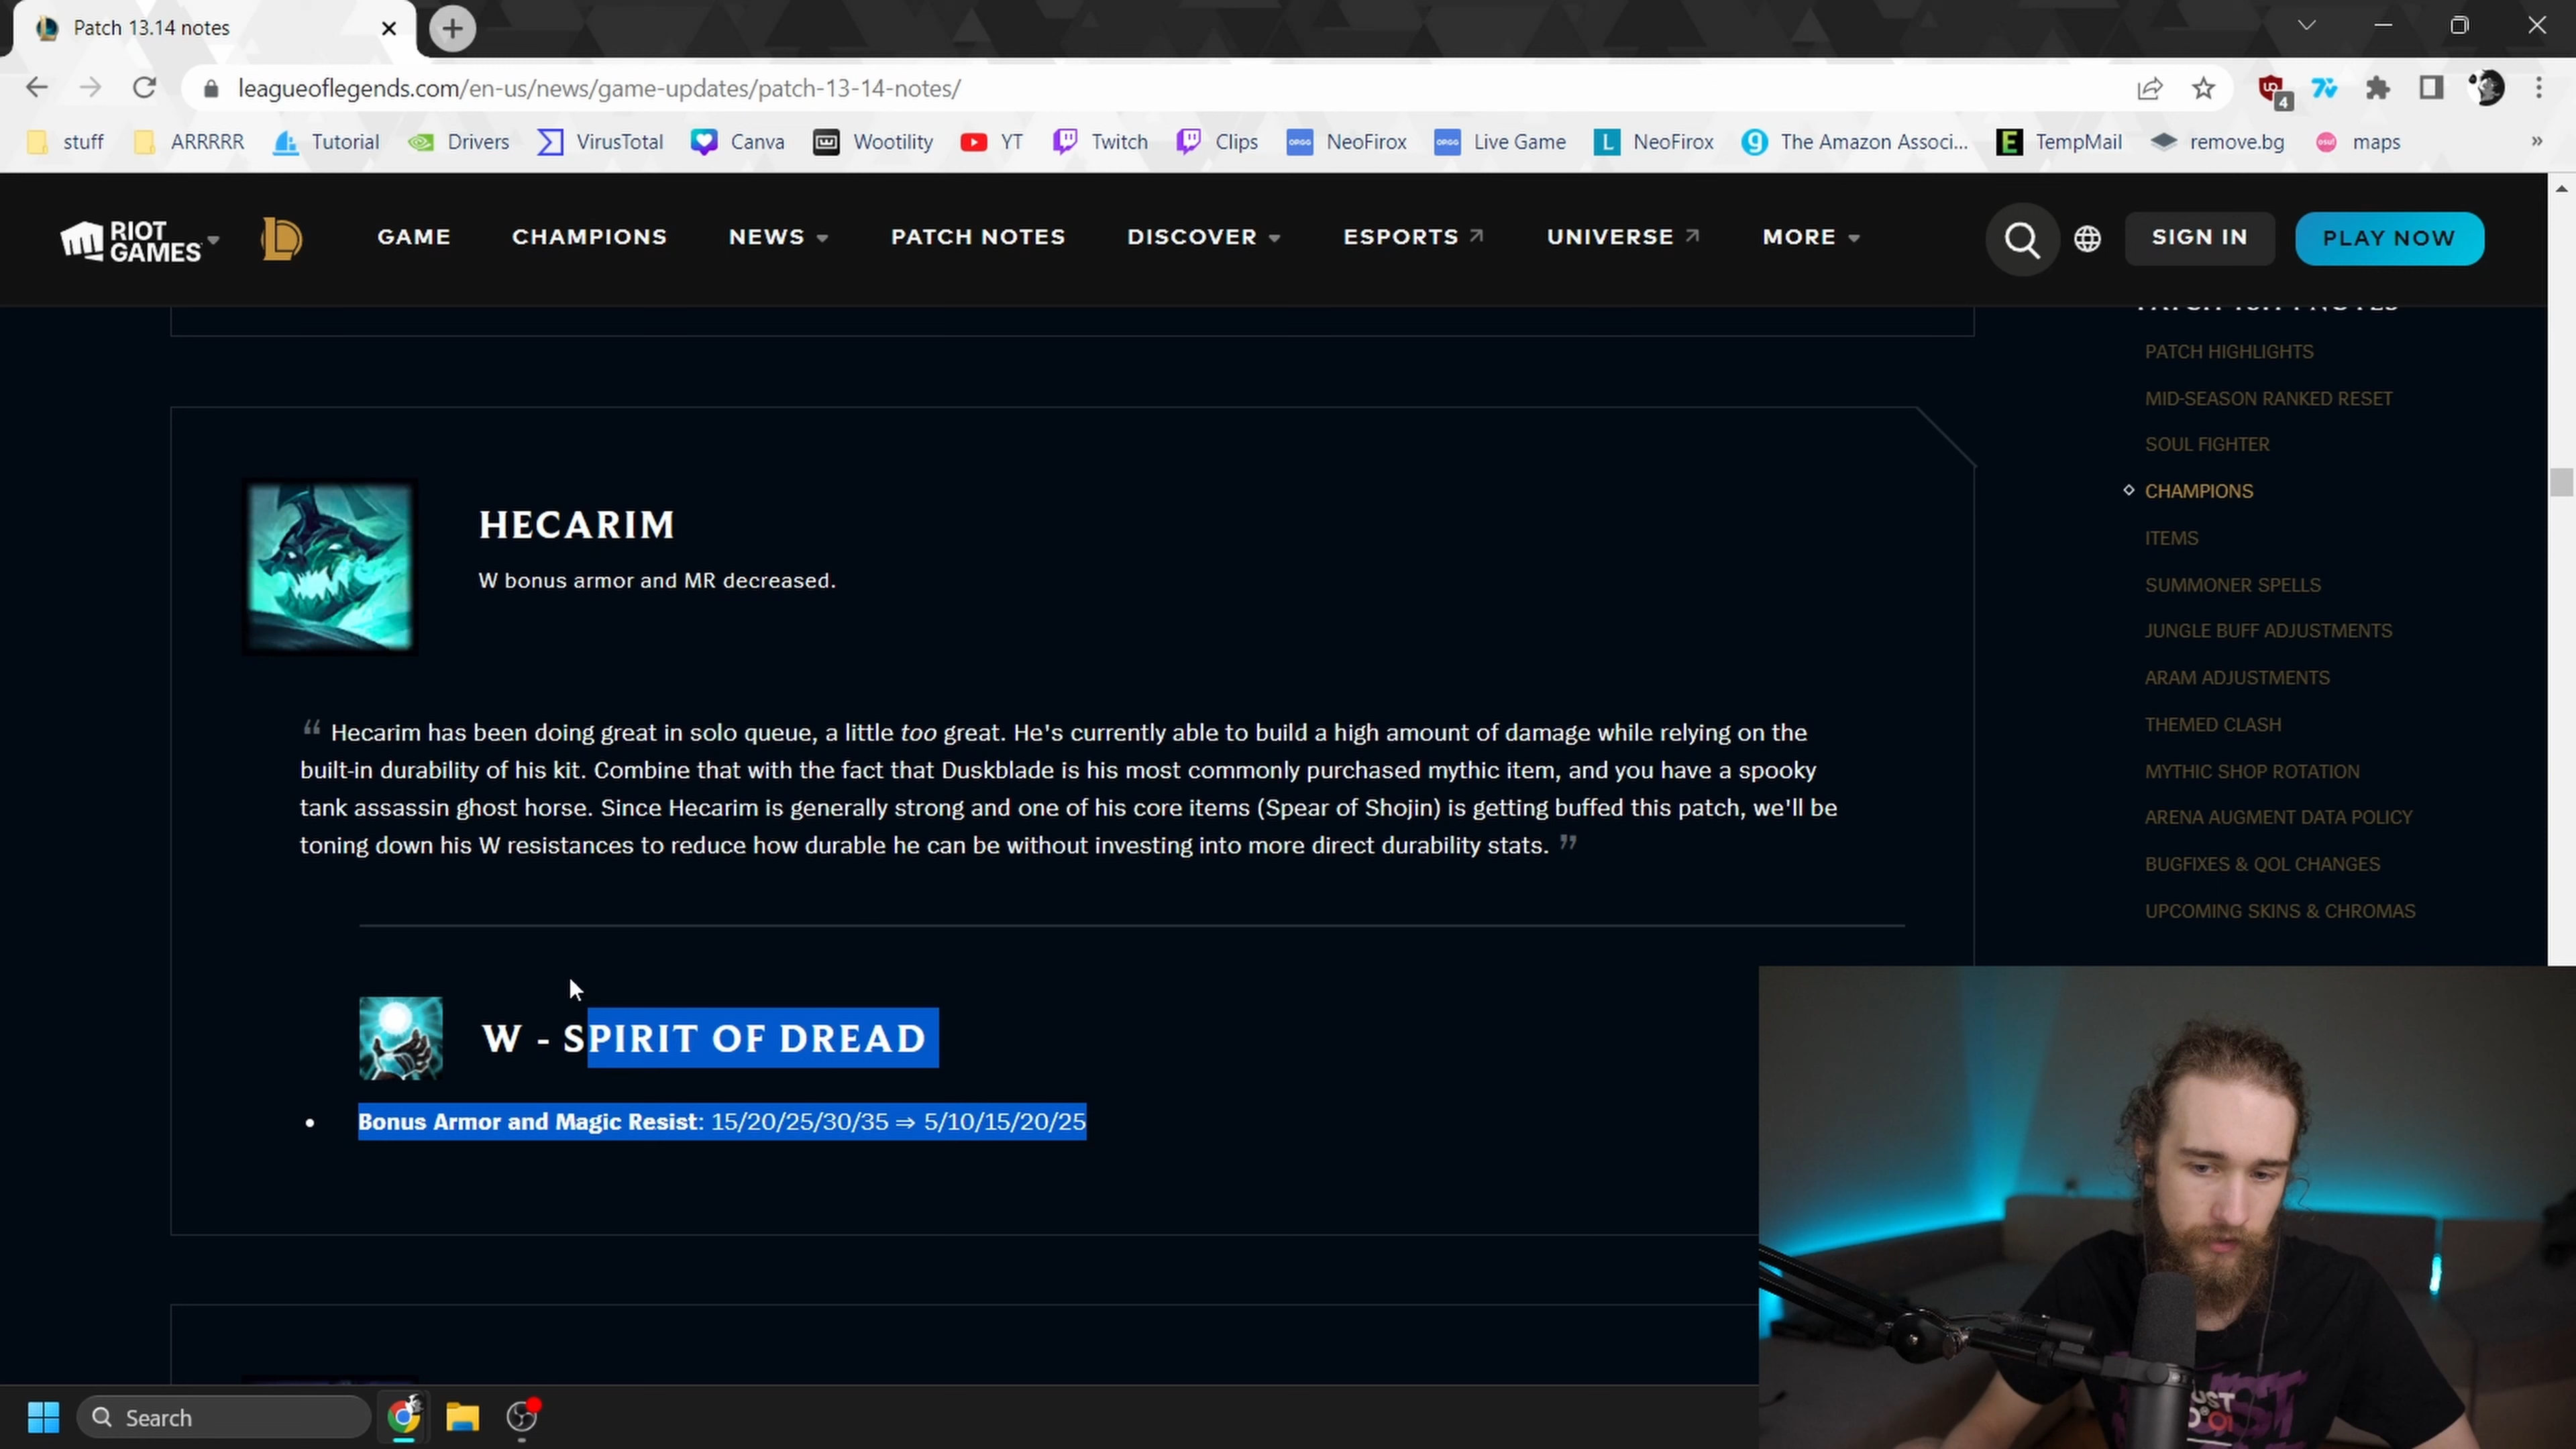 Patch 13.14 notes
leagueoflegends.com/en-us/news/game-updates/patch-13-14-notes/
4
stuff ARRRRR Tutorial Drivers VirusTotal Canva Wootility YT Twitch Clips OPGG NeoFirox OPGG Live Game L NeoFirox The Amazon Associ... E TempMail remove.bg osu! maps »
RIOT GAMES GAME CHAMPIONS NEWS PATCH NOTES DISCOVER ESPORTS UNIVERSE MORE SIGN IN PLAY NOW
PATCH 13.14 NOTES
PATCH HIGHLIGHTS
MID-SEASON RANKED RESET
SOUL FIGHTER
CHAMPIONS
ITEMS
SUMMONER SPELLS
JUNGLE BUFF ADJUSTMENTS
ARAM ADJUSTMENTS
THEMED CLASH
MYTHIC SHOP ROTATION
ARENA AUGMENT DATA POLICY
BUGFIXES & QOL CHANGES
UPCOMING SKINS & CHROMAS
HECARIM
W bonus armor and MR decreased.
“ Hecarim has been doing great in solo queue, a little too great. He's currently able to build a high amount of damage while relying on the
built-in durability of his kit. Combine that with the fact that Duskblade is his most commonly purchased mythic item, and you have a spooky
tank assassin ghost horse. Since Hecarim is generally strong and one of his core items (Spear of Shojin) is getting buffed this patch, we'll be
toning down his W resistances to reduce how durable he can be without investing into more direct durability stats. ”
W - SPIRIT OF DREAD
• Bonus Armor and Magic Resist: 15/20/25/30/35 ⇒ 5/10/15/20/25
Search